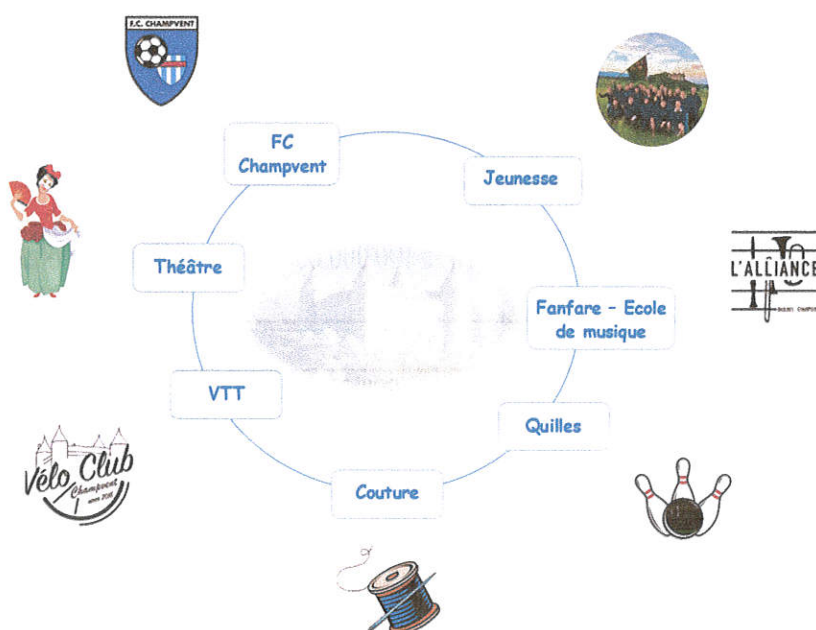 F.C. CHAMPVENT
FC
Champvent
Jeunesse
Théâtre
L'ALLIANCE
Fanfare - Ecole
de musique
VTT
Quilles
Vélo Club
Champvent
Couture